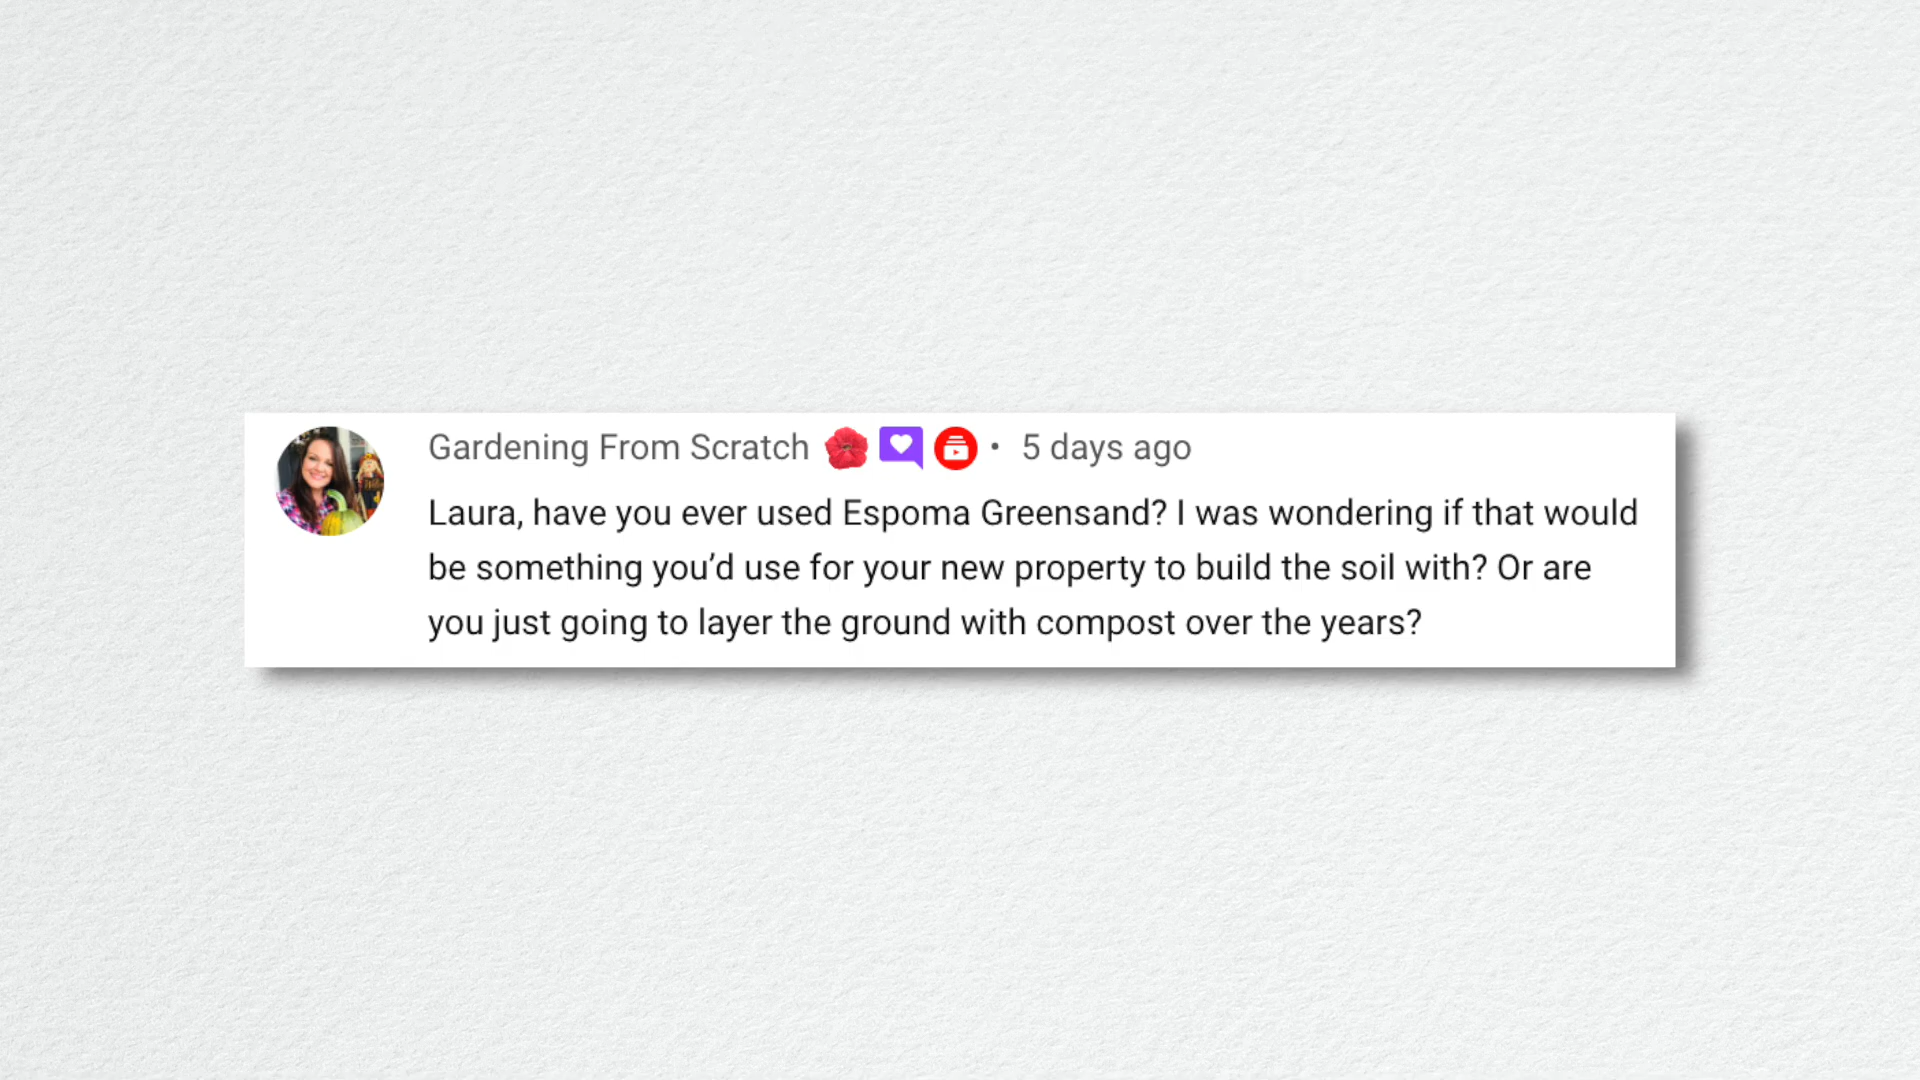 Gardening From Scratch • 5 days ago
Laura, have you ever used Espoma Greensand? I was wondering if that would
be something you’d use for your new property to build the soil with? Or are
you just going to layer the ground with compost over the years?